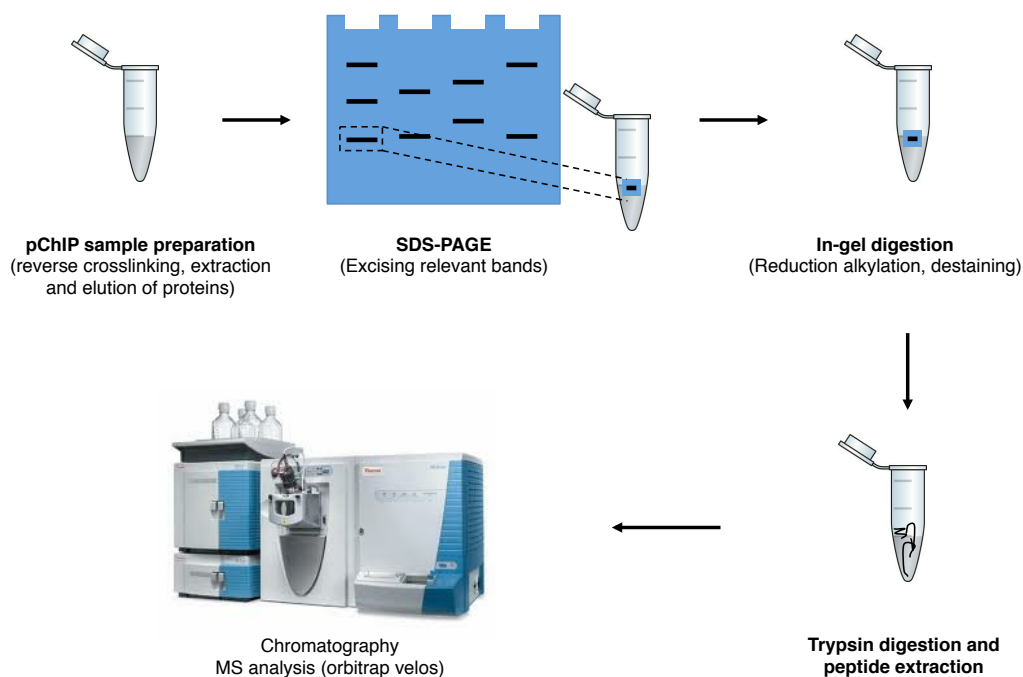 pChIP sample preparation
(reverse crosslinking, extraction
and elution of proteins)
SDS-PAGE
(Excising relevant bands)
In-gel digestion
(Reduction alkylation, destaining)
Trypsin digestion and
peptide extraction
Chromatography
MS analysis (orbitrap velos)